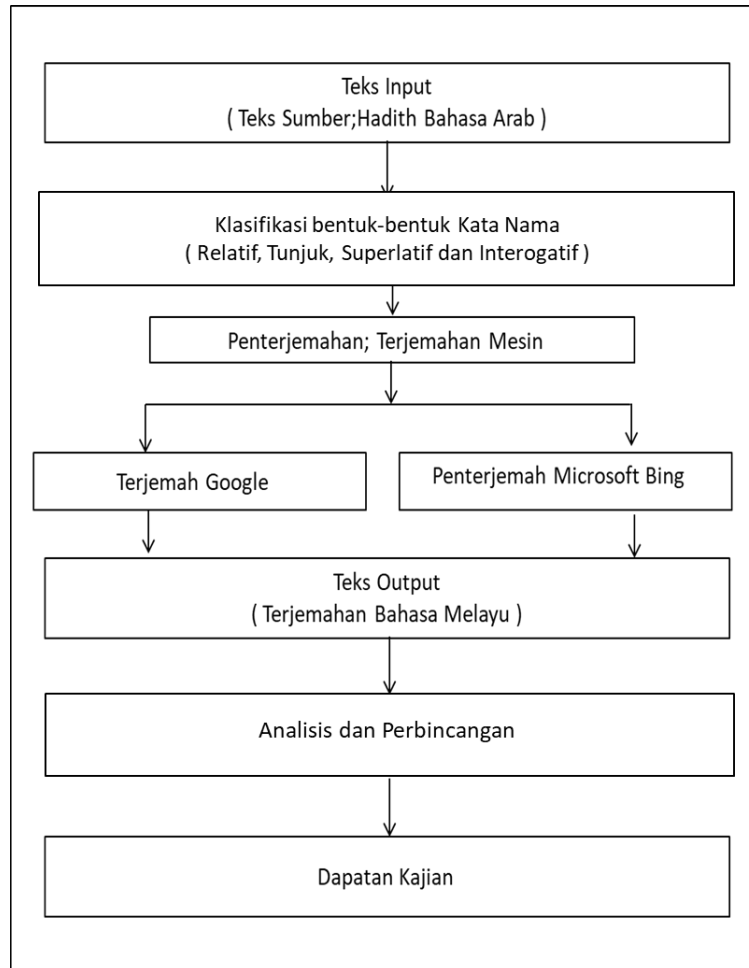 Teks Input
( Teks Sumber;Hadith Bahasa Arab )
Klasifikasi bentuk-bentuk Kata Nama
( Relatif, Tunjuk, Superlatif dan Interogatif )
Penterjemahan; Terjemahan Mesin
Terjemah Google
Penterjemah Microsoft Bing
Teks Output
( Terjemahan Bahasa Melayu )
Analisis dan Perbincangan
Dapatan Kajian